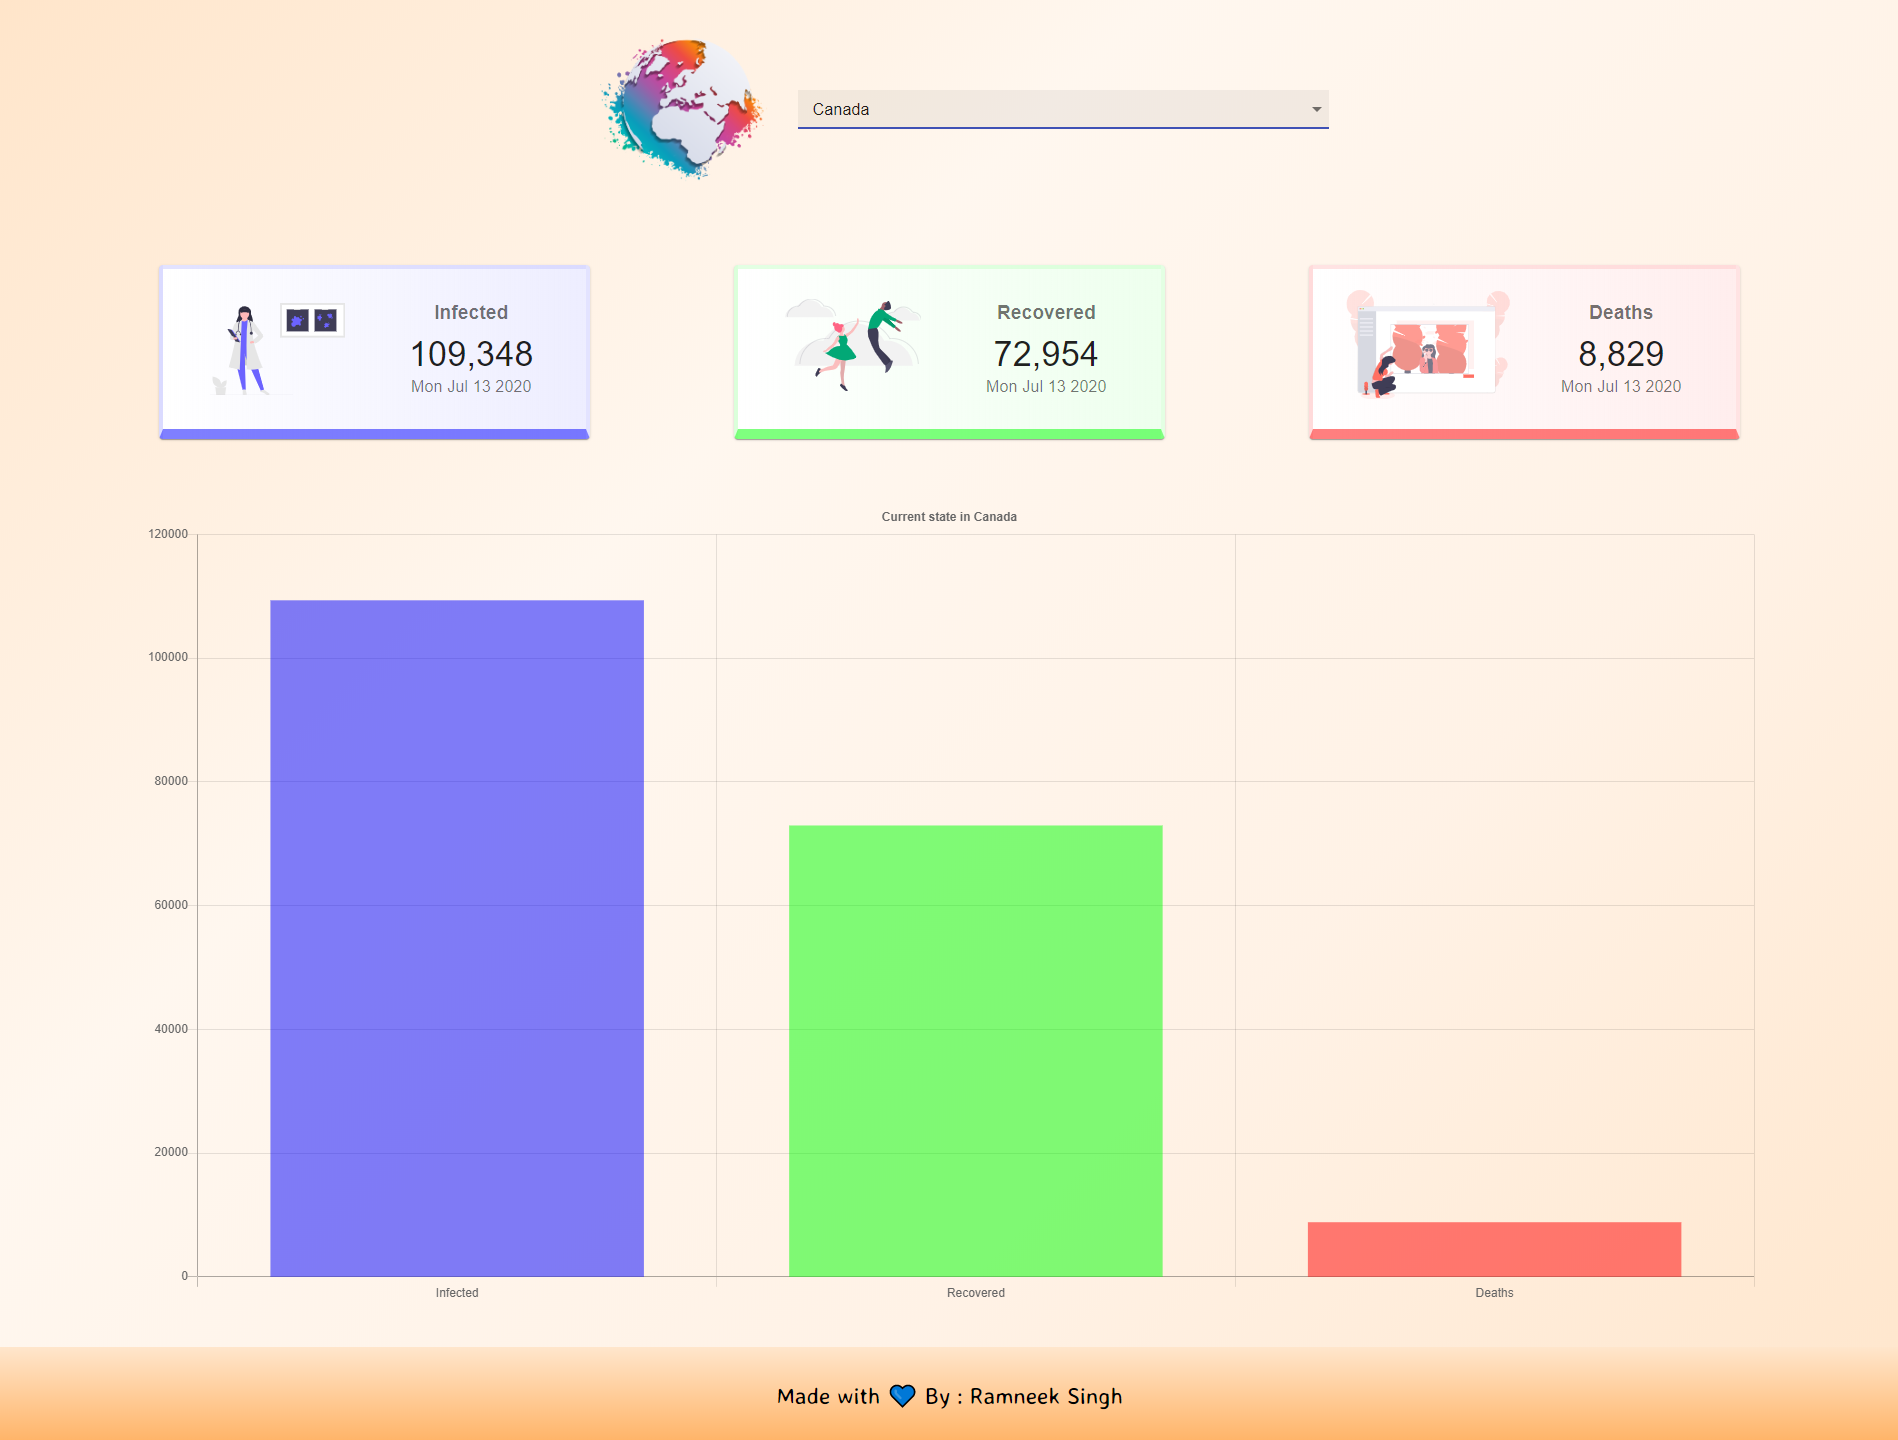 Canada
Infected
109,348
Mon Jul 13 2020
Recovered
72,954
Mon Jul 13 2020
Deaths
8,829
Mon Jul 13 2020
Current state in Canada
120000
100000
80000
60000
40000
20000
0
Infected
Recovered
Deaths
Made with 💙 By : Ramneek Singh